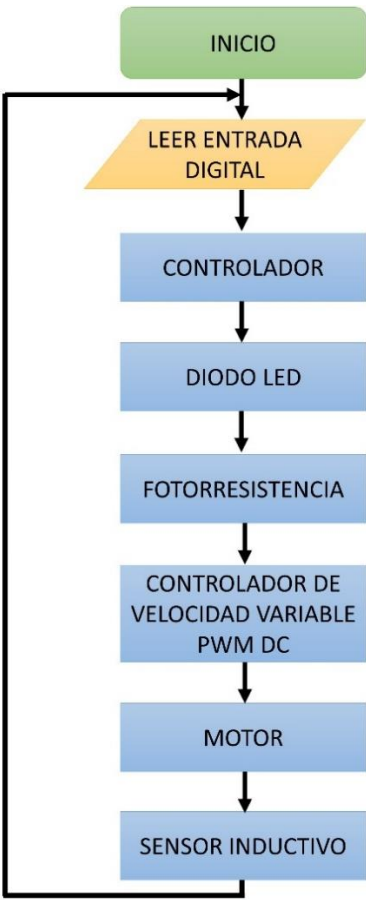 INICIO
LEER ENTRADA
DIGITAL
CONTROLADOR
DIODO LED
FOTORRESISTENCIA
CONTROLADOR DE
VELOCIDAD VARIABLE
PWM DC
MOTOR
SENSOR INDUCTIVO